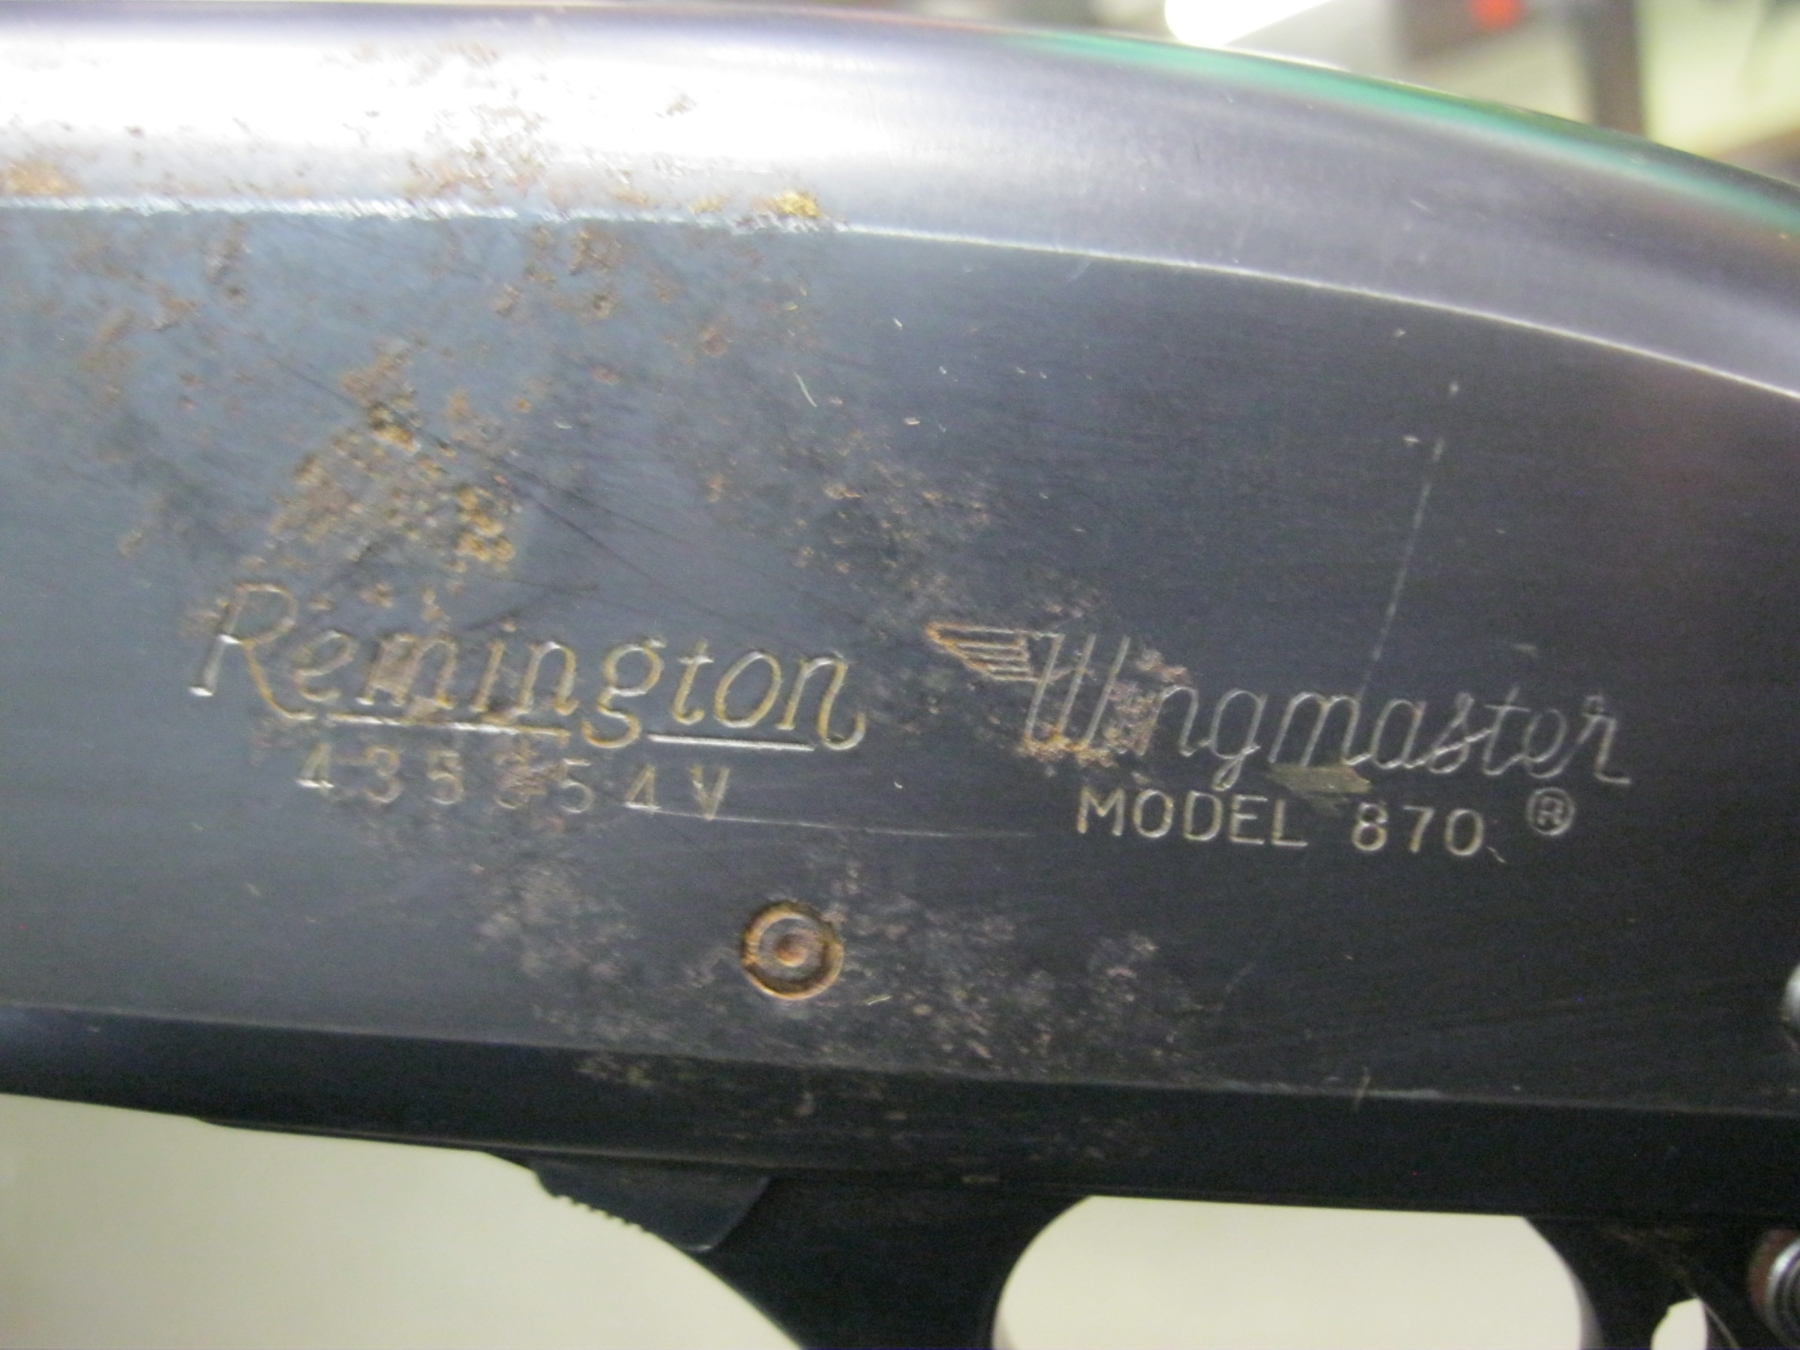 Remington
Wingmaster
MODEL 870 ®